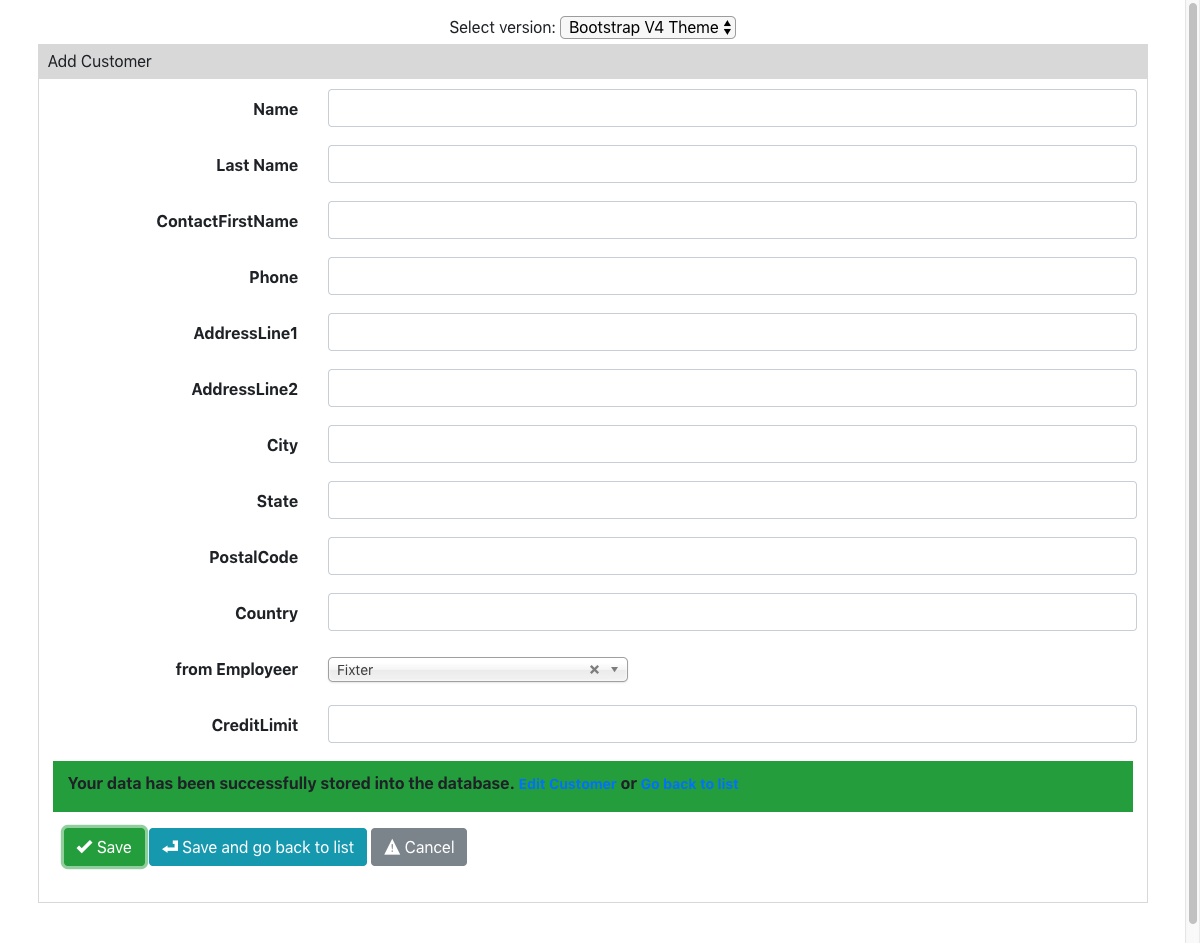 Select version: Bootstrap V4 Theme
Add Customer
Name
Last Name
ContactFirstName
Phone
AddressLine1
AddressLine2
City
State
PostalCode
Country
from Employeer Fixter
CreditLimit
Your data has been successfully stored into the database. Edit Customer or Go back to list
Save Save and go back to list Cancel